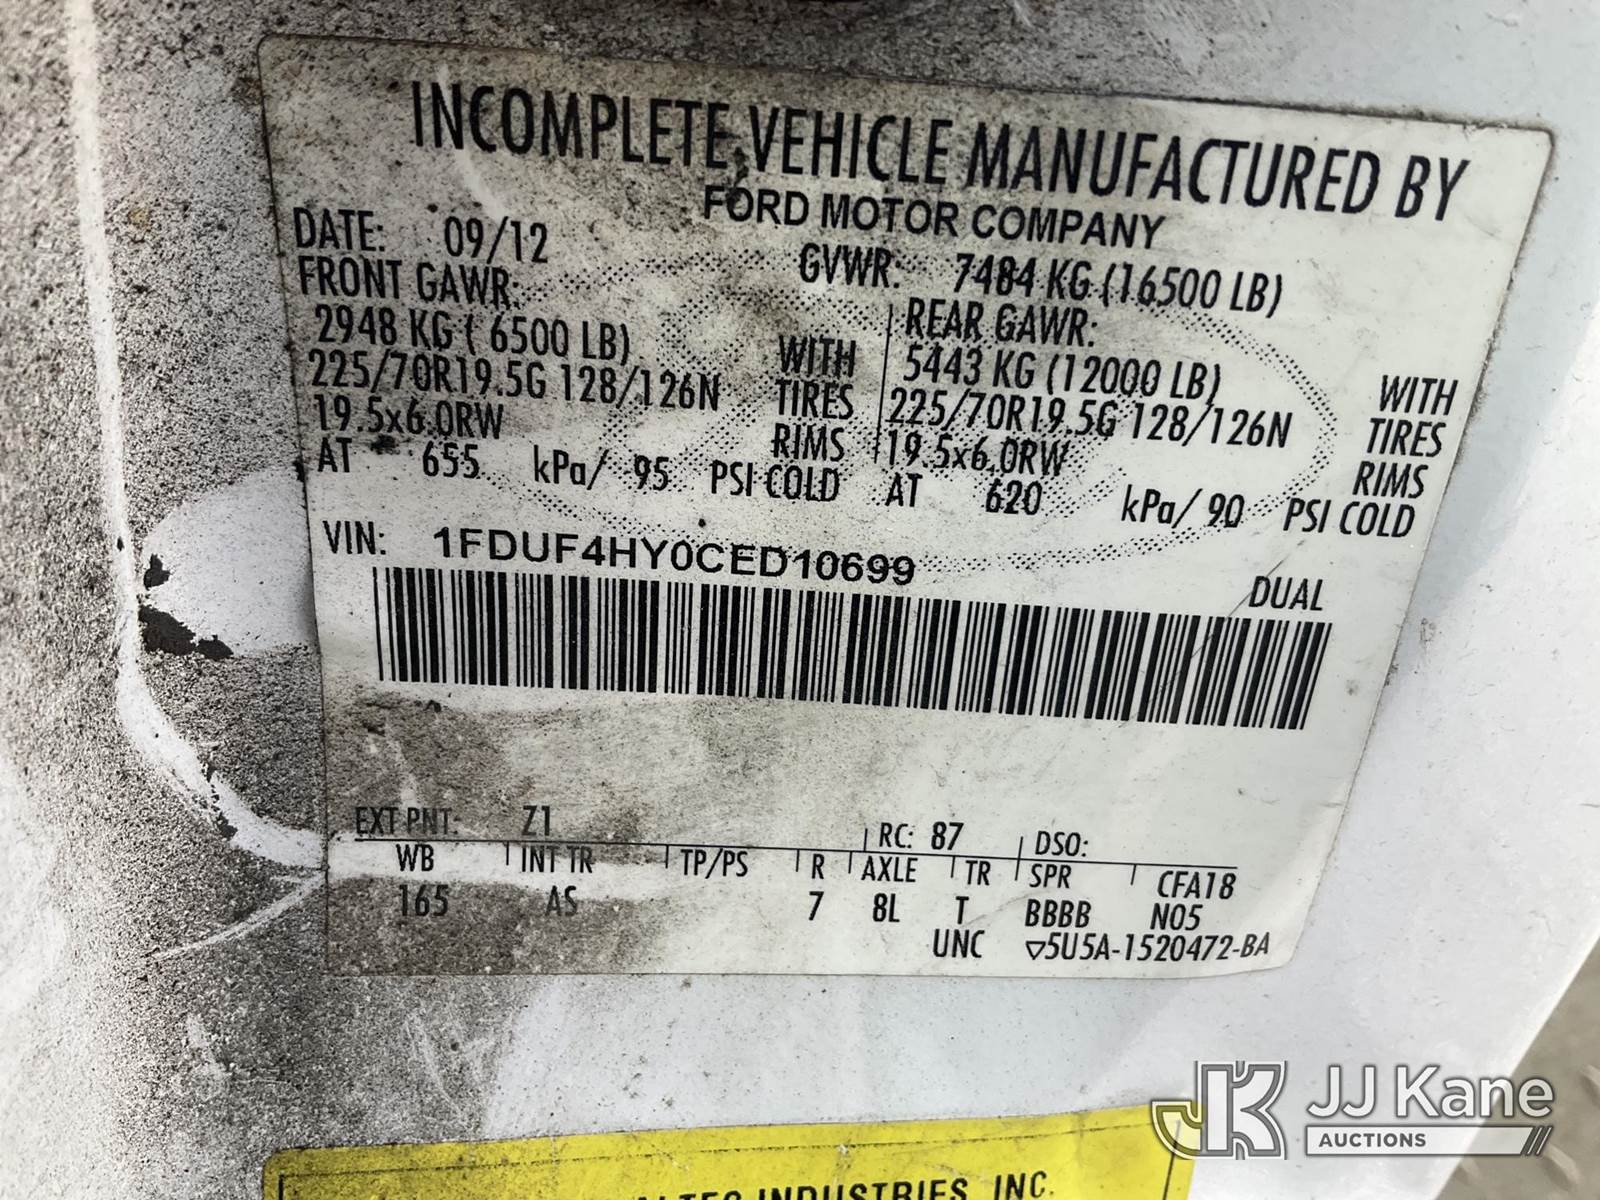 INCOMPLETE VEHICLE MANUFACTURED BY
FORD MOTOR COMPANY
DATE: 09/12 GVWR: 7484 KG (16500 LB)
FRONT GAWR: REAR GAWR:
2948 KG ( 6500 LB) WITH 5443 KG (12000 LB) WITH
225/70R19.5G 128/126N TIRES 225/70R19.5G 128/126N TIRES
19.5x6.0RW RIMS 19.5x6.0RW RIMS
AT 655 kPa/ 95 PSI COLD AT 620 kPa/ 90 PSI COLD
VIN: 1FDUF4HY0CED10699
DUAL
EXT PNT: Z1 RC: 87 DSO:
WB INT TR TP/PS R AXLE TR SPR CFA18
165 AS 7 8L T BBBB N05
UNC ▽5U5A-1520472-BA
INDUSTRIES, INC.
JK JJ Kane
AUCTIONS